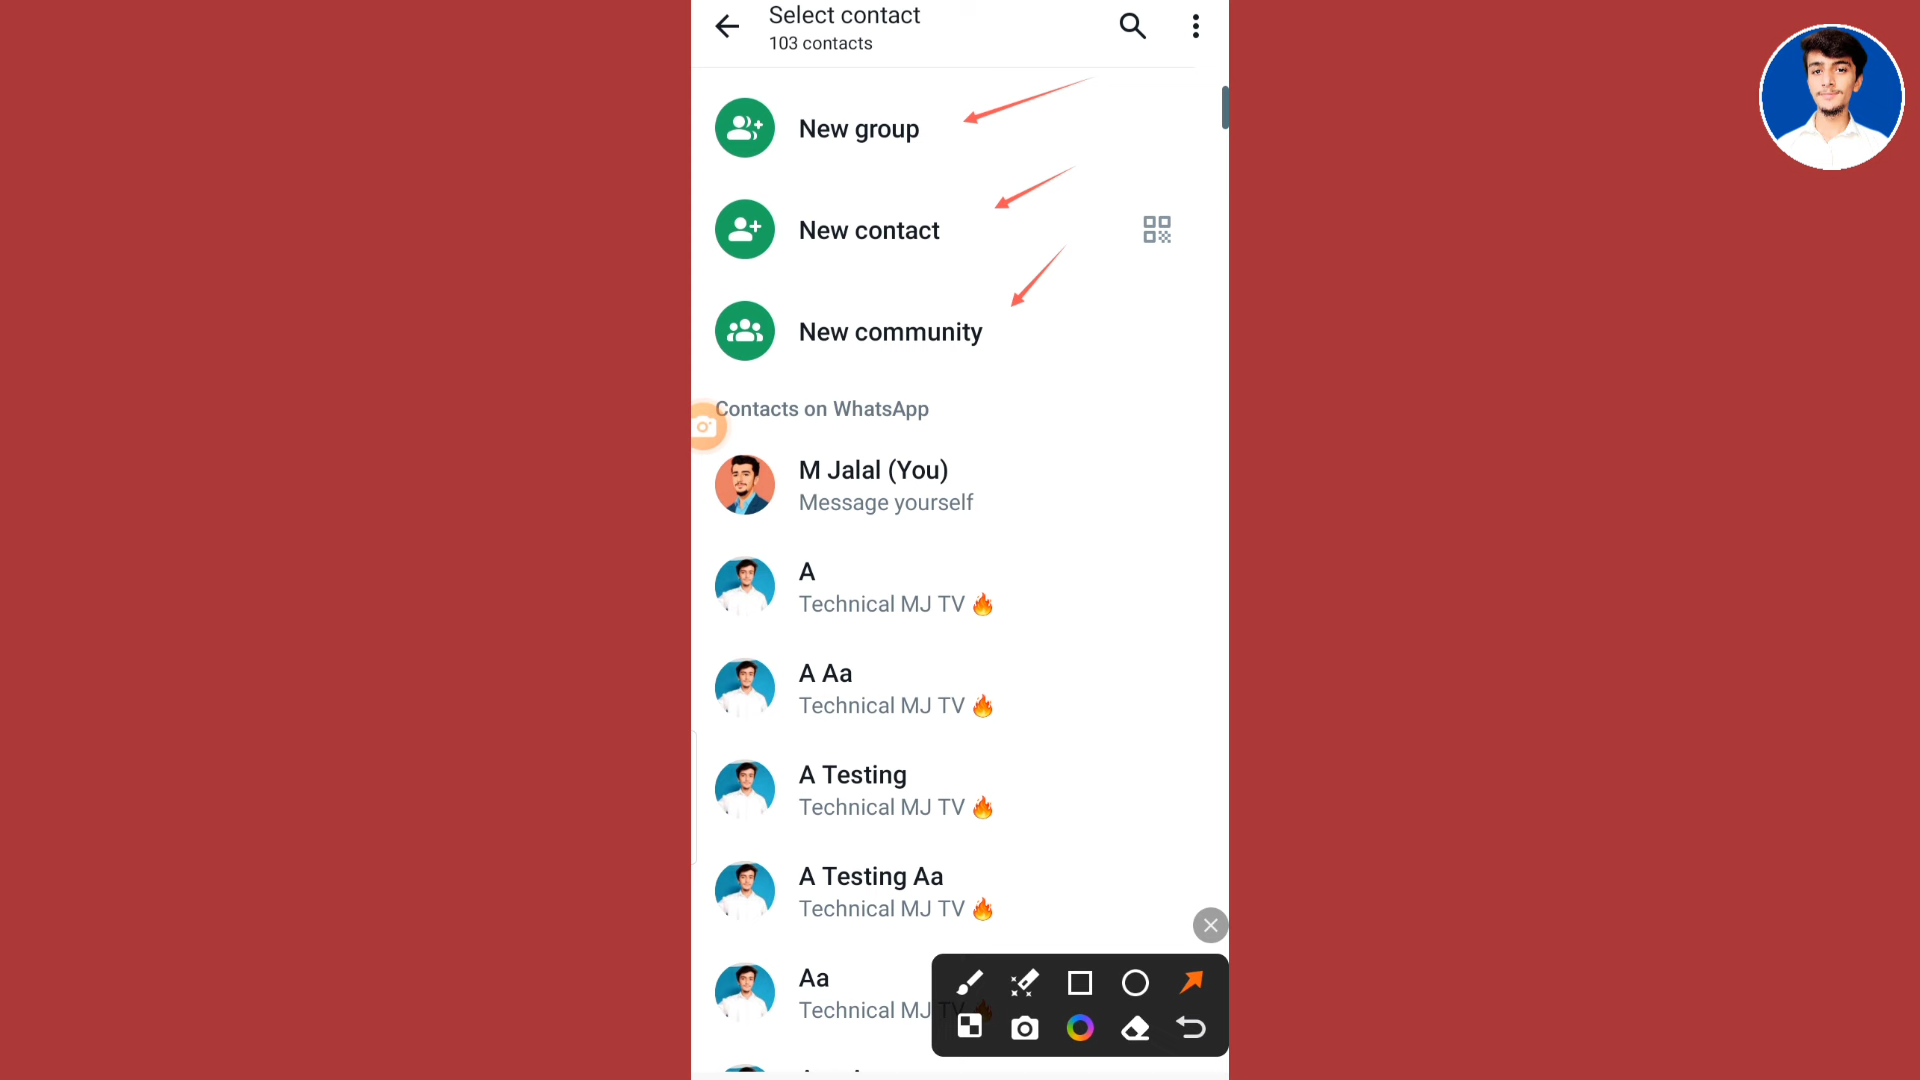 Select contact
103 contacts
New group
New contact
New community
Contacts on WhatsApp
M Jalal (You)
Message yourself
A
Technical MJ TV 🔥
A Aa
Technical MJ TV 🔥
A Testing
Technical MJ TV 🔥
A Testing Aa
Technical MJ TV 🔥
Aa
Technical MJ TV 🔥